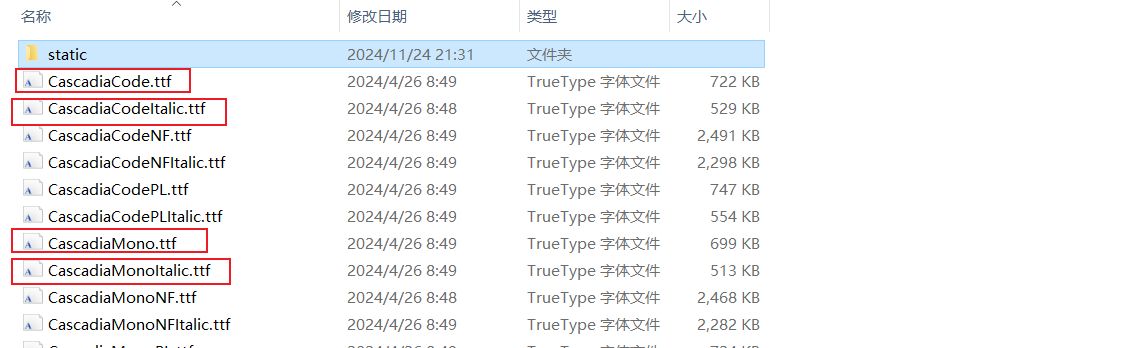 名称 修改日期 类型 大小
static 2024/11/24 21:31 文件夹
CascadiaCode.ttf 2024/4/26 8:49 TrueType 字体文件 722 KB
CascadiaCodeItalic.ttf 2024/4/26 8:48 TrueType 字体文件 529 KB
CascadiaCodeNF.ttf 2024/4/26 8:49 TrueType 字体文件 2,491 KB
CascadiaCodeNFItalic.ttf 2024/4/26 8:49 TrueType 字体文件 2,298 KB
CascadiaCodePL.ttf 2024/4/26 8:49 TrueType 字体文件 747 KB
CascadiaCodePLItalic.ttf 2024/4/26 8:49 TrueType 字体文件 554 KB
CascadiaMono.ttf 2024/4/26 8:49 TrueType 字体文件 699 KB
CascadiaMonoItalic.ttf 2024/4/26 8:49 TrueType 字体文件 513 KB
CascadiaMonoNF.ttf 2024/4/26 8:48 TrueType 字体文件 2,468 KB
CascadiaMonoNFItalic.ttf 2024/4/26 8:49 TrueType 字体文件 2,282 KB